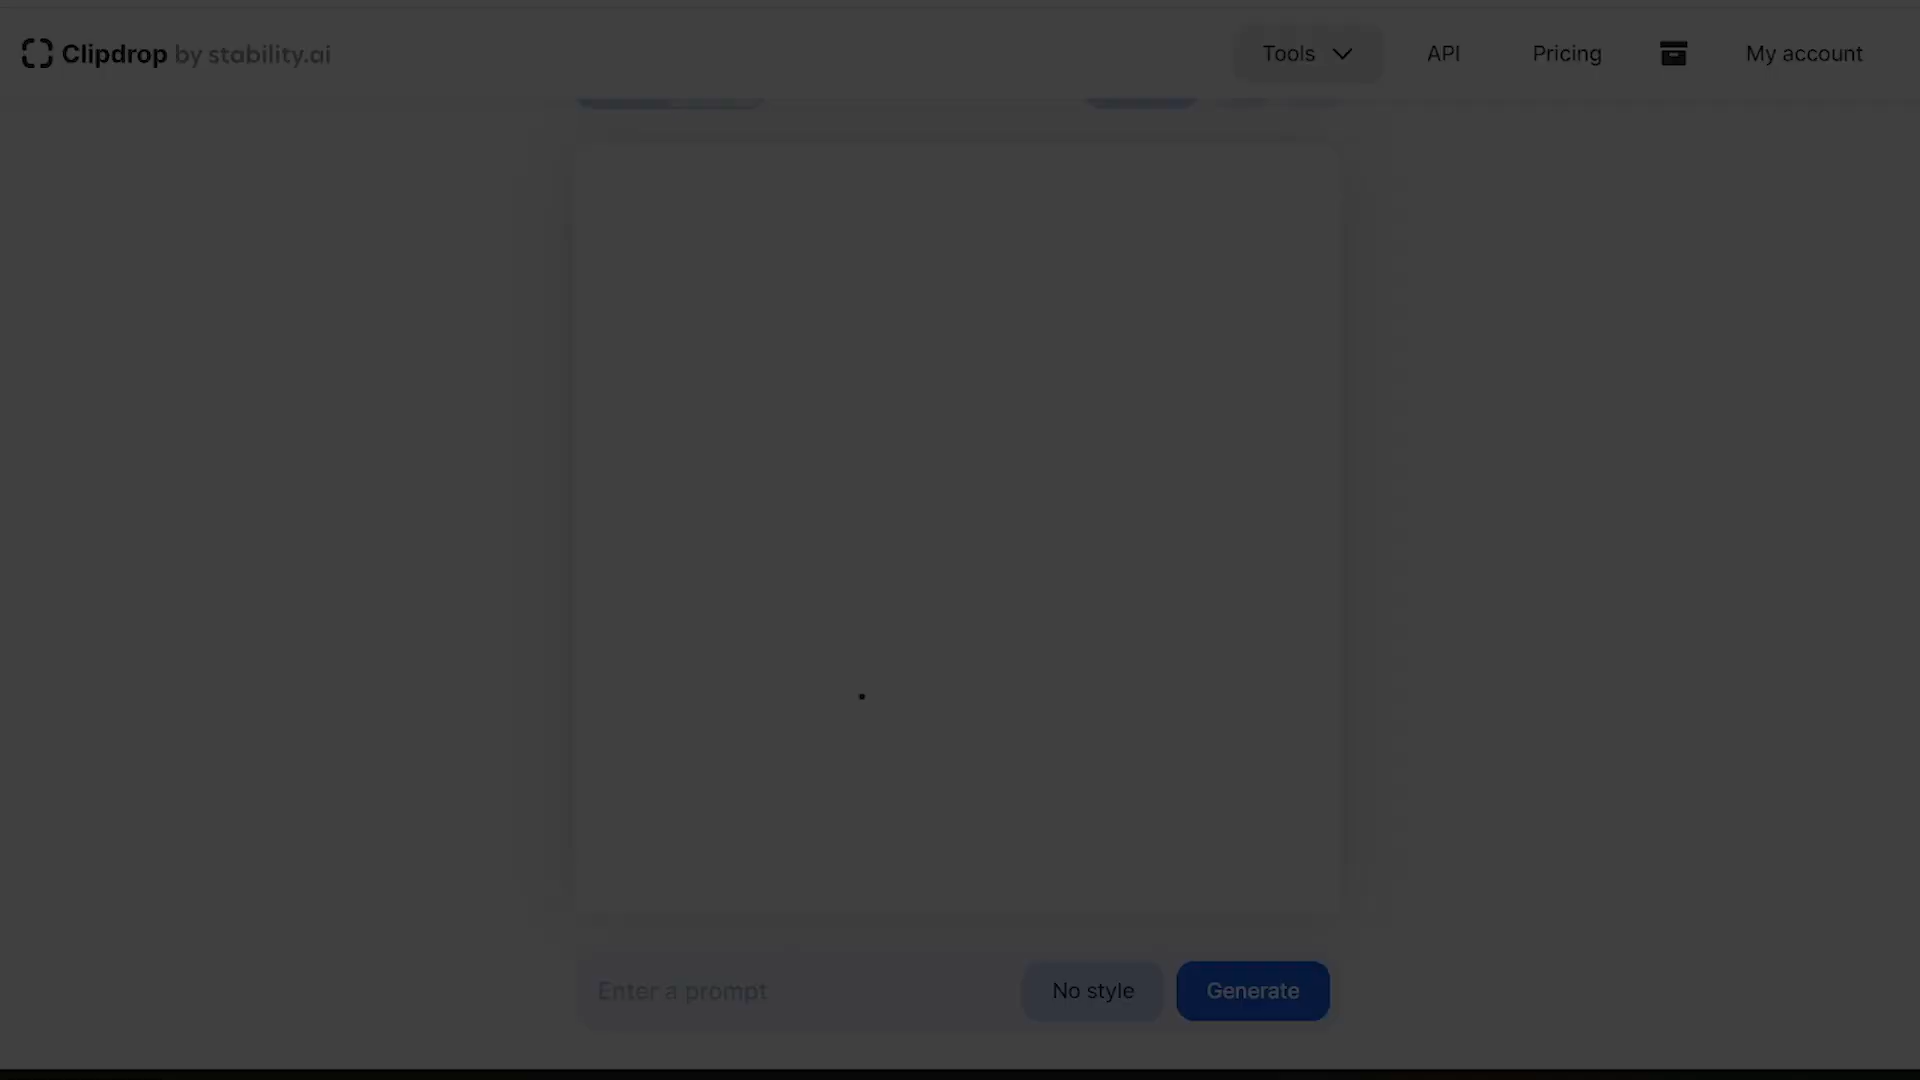 Clipdrop by stability.ai
Tools
API
Pricing
My account
Enter a prompt
No style
Generate